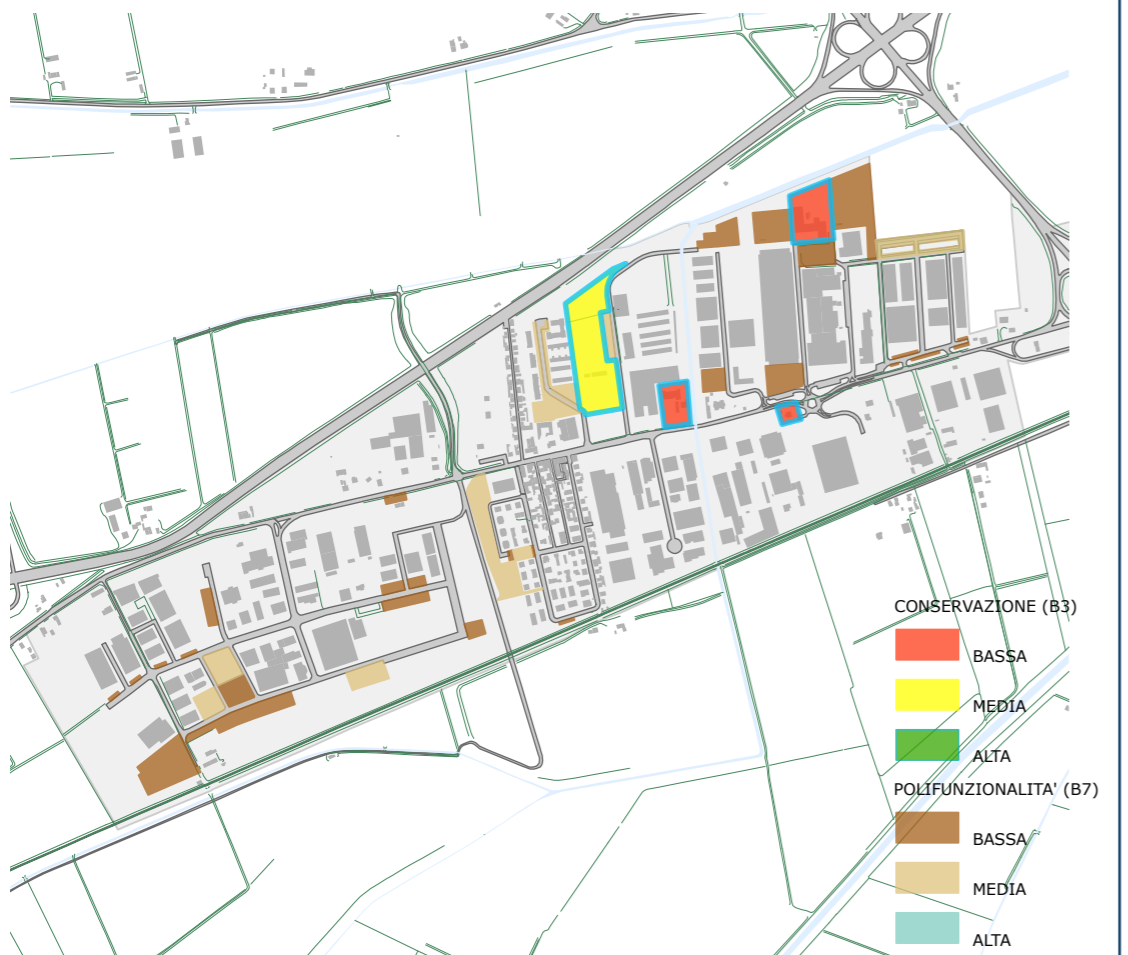 CONSERVAZIONE (B3)
BASSA
MEDIA
ALTA
POLIFUNZIONALITA' (B7)
BASSA
MEDIA
ALTA